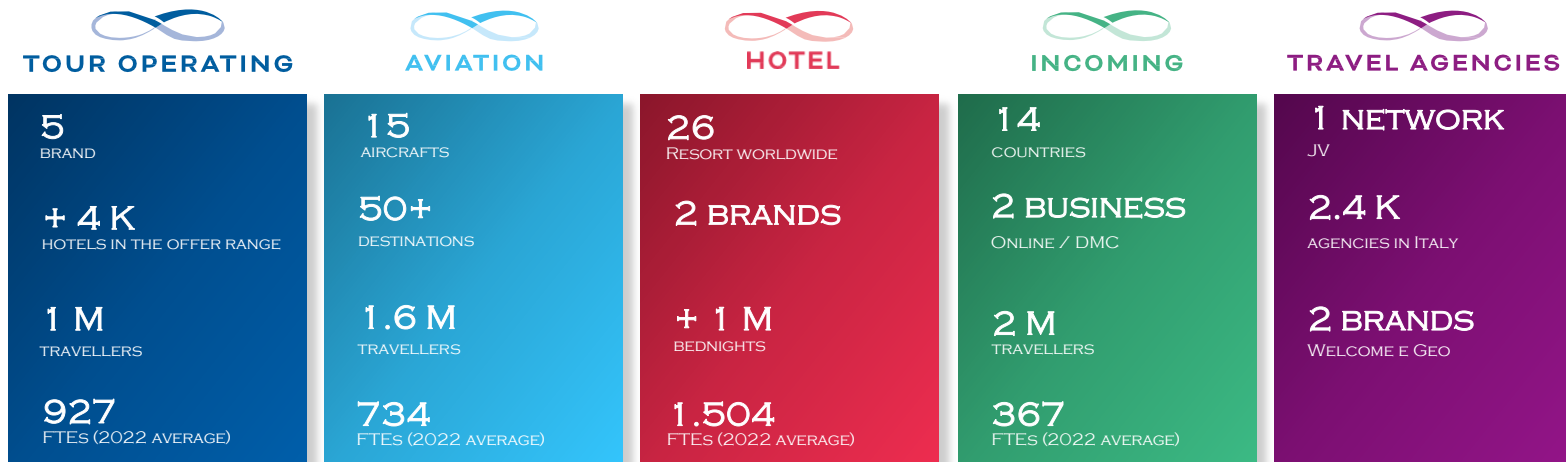 TOUR OPERATING
5
BRAND
+ 4 K
HOTELS IN THE OFFER RANGE
1 M
TRAVELLERS
927
FTEs (2022 AVERAGE)
AVIATION
15
AIRCRAFTS
50+
DESTINATIONS
1.6 M
TRAVELLERS
734
FTEs (2022 AVERAGE)
HOTEL
26
RESORT WORLDWIDE
2 BRANDS
+ 1 M
BEDNIGHTS
1.504
FTEs (2022 AVERAGE)
INCOMING
14
COUNTRIES
2 BUSINESS
ONLINE / DMC
2 M
TRAVELLERS
367
FTEs (2022 AVERAGE)
TRAVEL AGENCIES
1 NETWORK
JV
2.4 K
AGENCIES IN ITALY
2 BRANDS
WELCOME E GEO